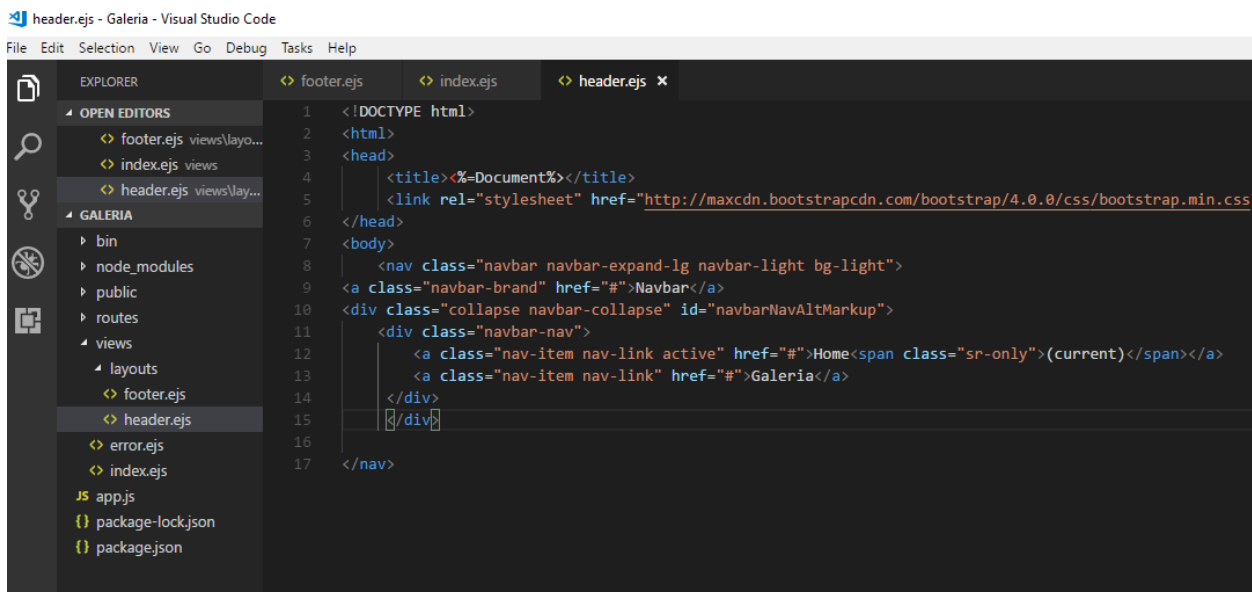 header.ejs - Galeria - Visual Studio Code
File Edit Selection View Go Debug Tasks Help
EXPLORER
footer.ejs index.ejs header.ejs
OPEN EDITORS
footer.ejs views\layo...
index.ejs views
header.ejs views\lay...
GALERIA
bin
node_modules
public
routes
views
layouts
footer.ejs
header.ejs
error.ejs
index.ejs
JS app.js
{} package-lock.json
{} package.json
1 <!DOCTYPE html>
2 <html>
3 <head>
4 <title><%=Document%></title>
5 <link rel="stylesheet" href="http://maxcdn.bootstrapcdn.com/bootstrap/4.0.0/css/bootstrap.min.css
6 </head>
7 <body>
8 <nav class="navbar navbar-expand-lg navbar-light bg-light">
9 <a class="navbar-brand" href="#">Navbar</a>
10 <div class="collapse navbar-collapse" id="navbarNavAltMarkup">
11 <div class="navbar-nav">
12 <a class="nav-item nav-link active" href="#">Home<span class="sr-only">(current)</span></a>
13 <a class="nav-item nav-link" href="#">Galeria</a>
14 </div>
15 </div>
16
17 </nav>